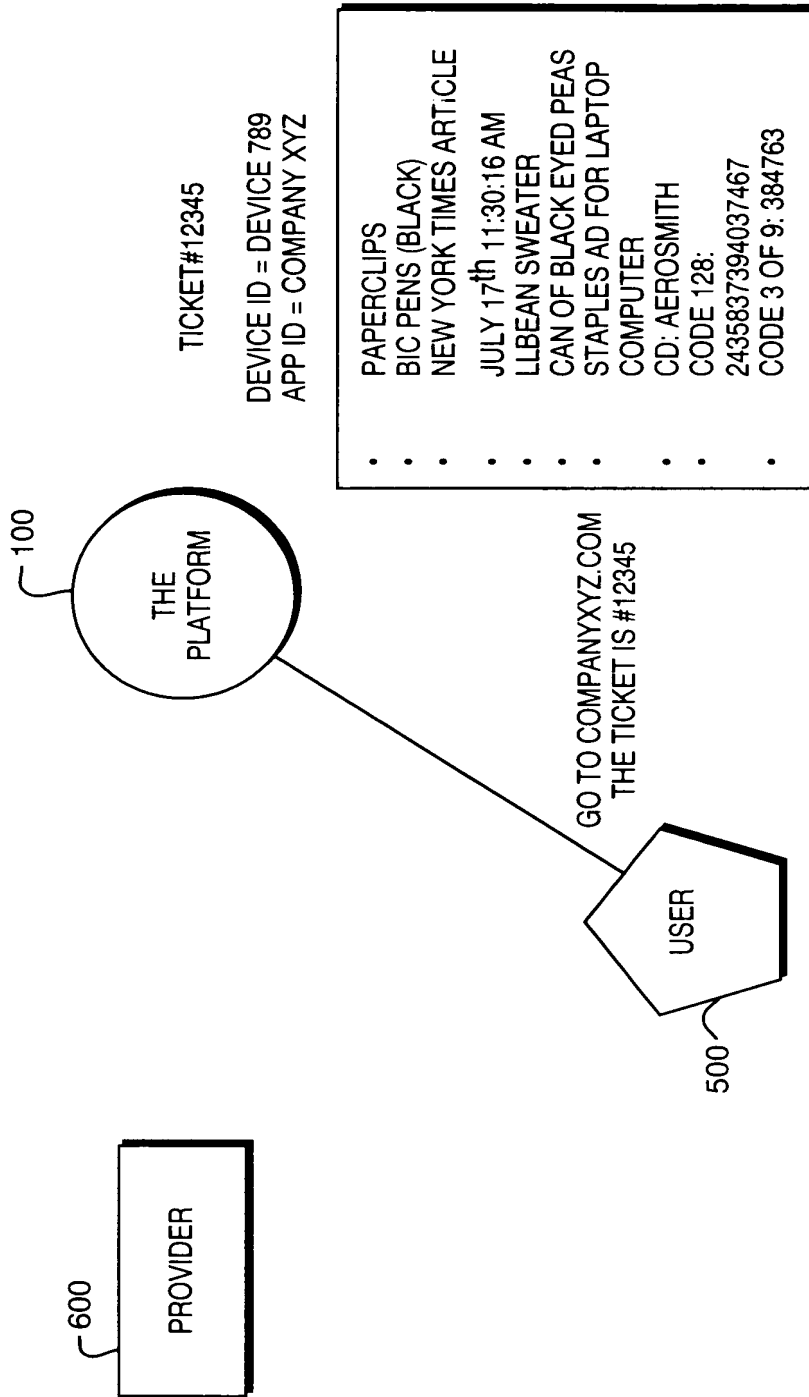 600
PROVIDER
100
THE
PLATFORM
TICKET#12345
DEVICE ID = DEVICE 789
APP ID = COMPANY XYZ
500
USER
GO TO COMPANYXYZ.COM
THE TICKET IS #12345
• PAPERCLIPS
• BIC PENS (BLACK)
• NEW YORK TIMES ARTICLE
• JULY 17th 11:30:16 AM
• LLBEAN SWEATER
• CAN OF BLACK EYED PEAS
• STAPLES AD FOR LAPTOP
COMPUTER
• CD: AEROSMITH
• CODE 128:
2435837394037467
• CODE 3 OF 9: 384763